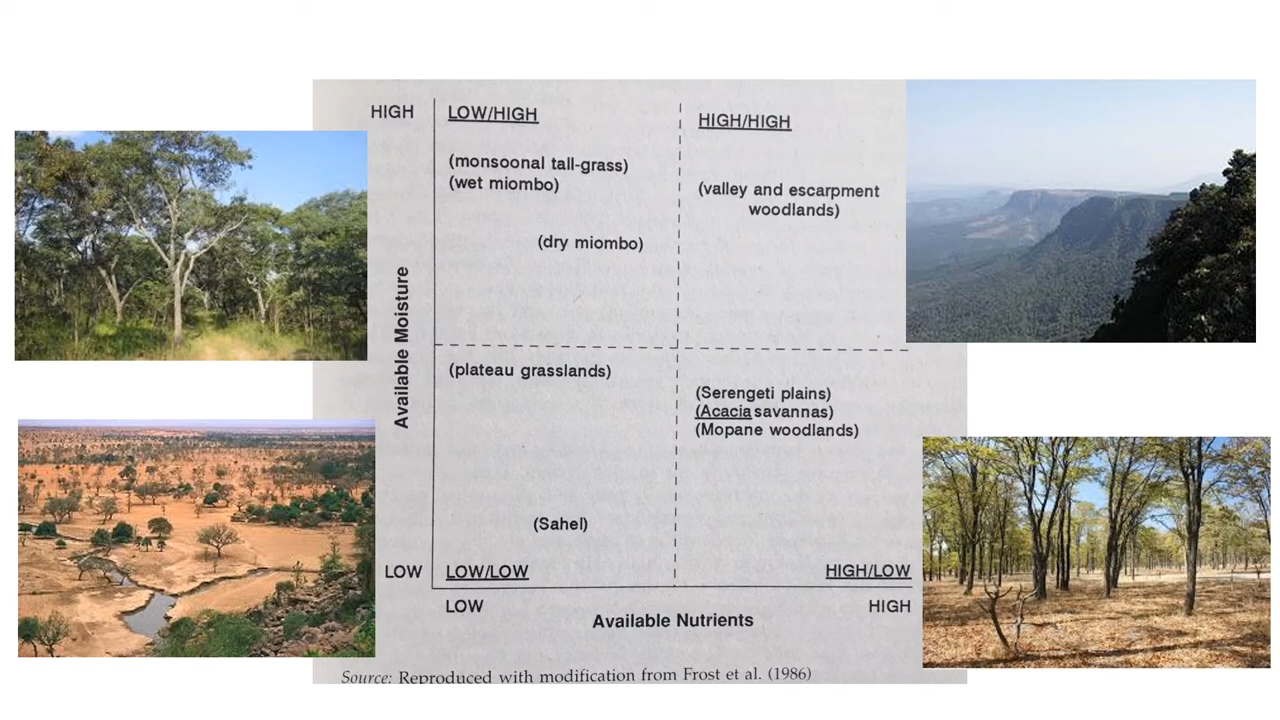 HIGH
LOW/HIGH
HIGH/HIGH
(monsoonal tall-grass)
(wet miombo)
(valley and escarpment
woodlands)
(dry miombo)
Available Moisture
(plateau grasslands)
(Serengeti plains)
(Acacia savannas)
(Mopane woodlands)
(Sahel)
LOW
LOW/LOW
HIGH/LOW
LOW
HIGH
Available Nutrients
Source: Reproduced with modification from Frost et al. (1986)